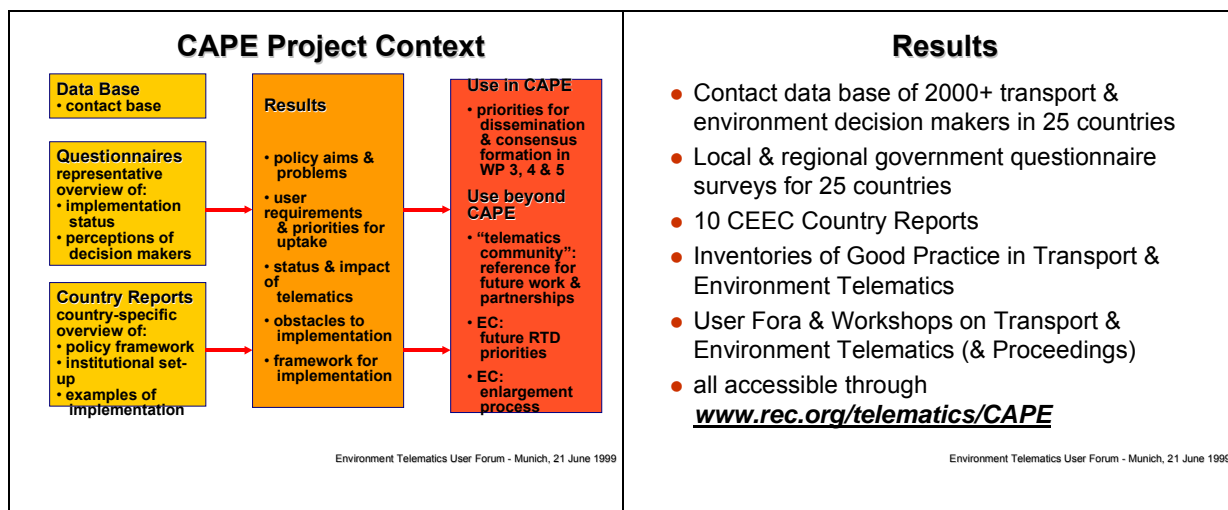 CAPE Project Context
Data Base
• contact base
Questionnaires
representative
overview of:
• implementation
status
• perceptions of
decision makers
Country Reports
country-specific
overview of:
• policy framework
• institutional set-
up
• examples of
implementation
Results
• policy aims &
problems
• user
requirements
& priorities for
uptake
• status & impact
of
telematics
• obstacles to
implementation
• framework for
implementation
Use in CAPE
• priorities for
dissemination
& consensus
formation in
WP 3, 4 & 5
Use beyond
CAPE
• “telematics
community”:
reference for
future work &
partnerships
• EC:
future RTD
priorities
• EC:
enlargement
process
Environment Telematics User Forum - Munich, 21 June 1999
Results
• Contact data base of 2000+ transport &
environment decision makers in 25 countries
• Local & regional government questionnaire
surveys for 25 countries
• 10 CEEC Country Reports
• Inventories of Good Practice in Transport &
Environment Telematics
• User Fora & Workshops on Transport &
Environment Telematics (& Proceedings)
• all accessible through
www.rec.org/telematics/CAPE
Environment Telematics User Forum - Munich, 21 June 1999